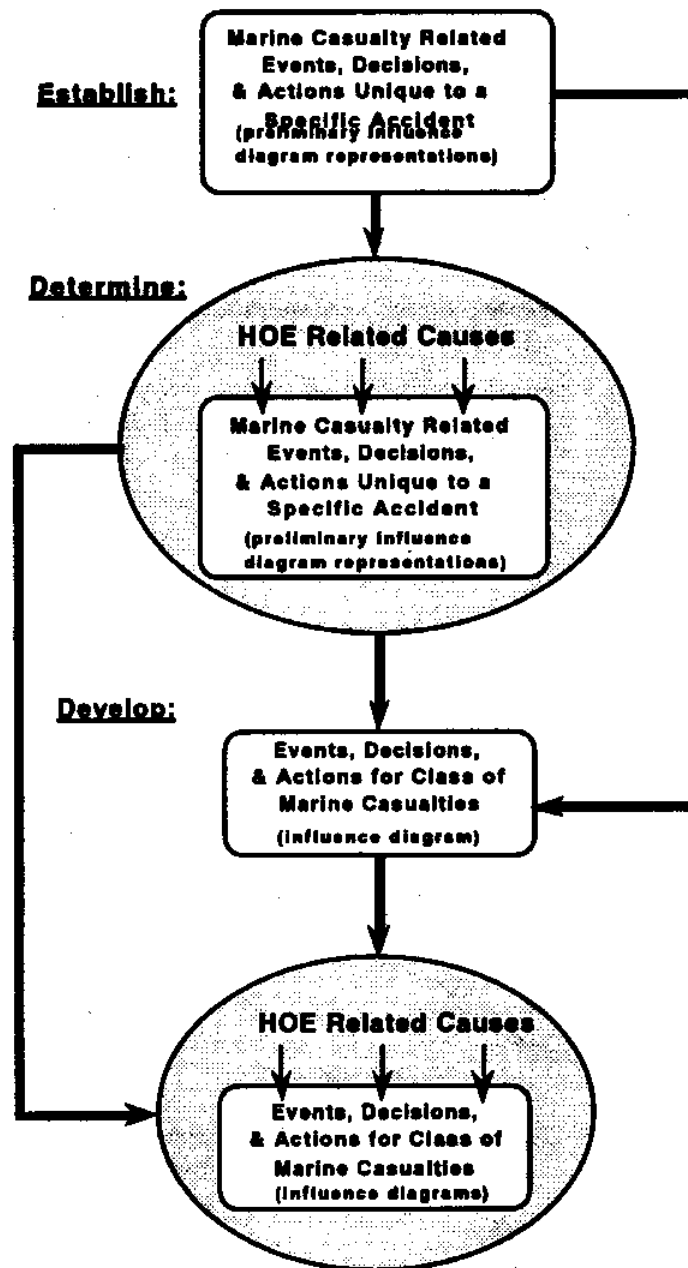 Marine Casualty Related
Establish:
Events, Decisions,
& Actions Unique to a
Specific Accident
(preliminary influence
diagram representations)
Determine:
HOE Related Causes
Marine Casualty Related
Events, Decisions,
& Actions Unique to a
Specific Accident
(preliminary influence
diagram representations)
Develop:
Events, Decisions,
& Actions for Class of
Marine Casualties
(influence diagram)
HOE Related Causes
Events, Decisions,
& Actions for Class of
Marine Casualties
(influence diagrams)